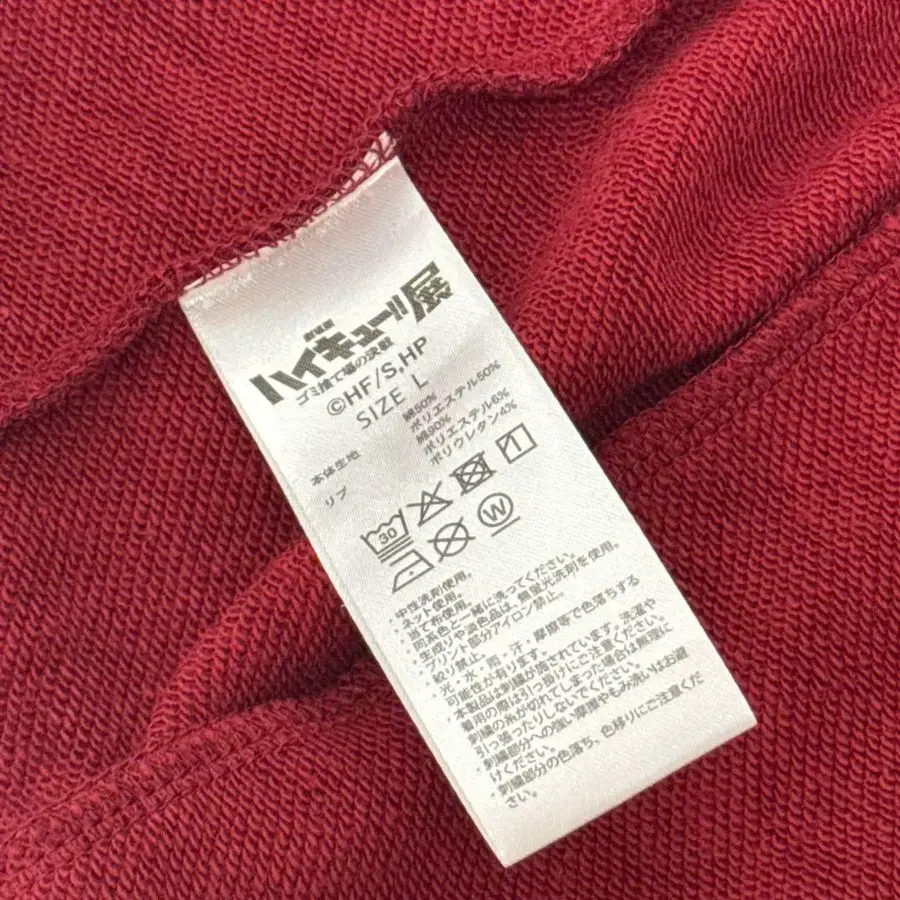 ハイキュー!!展
ゴミ捨て場の決戦
©HF/S,HP
SIZE L
本体生地 綿50%
ポリエステル50%
リブ 綿90%
ポリエステル6%
ポリウレタン4%
30
W
・中性洗剤使用。
・ネット使用。
・当て布使用。
・同系色と一緒に洗ってください。
・生成りや淡色品は、無蛍光洗剤を使用。
・プリント部分アイロン禁止。
・絞り禁止。
・光・水・雨・汗・摩擦等で色落ちする
可能性が有ります。
・本製品は刺繍が施されています。洗濯や
着用の際は引っ掛けにご注意ください。
刺繍の糸が切れてしまった場合は無理に
引っ張ったりしないでください。
・刺繍部分への強い摩擦やもみ洗いはお避
けください。
・刺繍部分の色落ち、色移りにご注意くだ
さい。